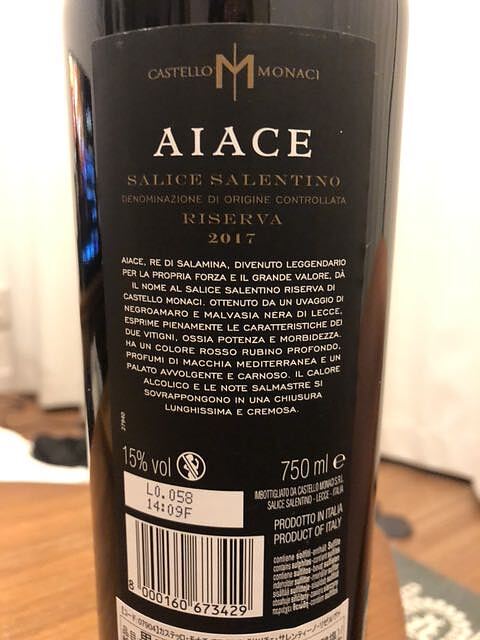 CASTELLO M MONACI
AIACE
SALICE SALENTINO
DENOMINAZIONE DI ORIGINE CONTROLLATA
RISERVA
2017
AIACE, RE DI SALAMINA, DIVENUTO LEGGENDARIO
PER LA PROPRIA FORZA E IL GRANDE VALORE, DÀ
IL NOME AL SALICE SALENTINO RISERVA DI
CASTELLO MONACI. OTTENUTO DA UN UVAGGIO DI
NEGROAMARO E MALVASIA NERA DI LECCE,
ESPRIME PIENAMENTE LE CARATTERISTICHE DEI
DUE VITIGNI, OSSIA POTENZA E MORBIDEZZA.
HA UN COLORE ROSSO RUBINO PROFONDO,
PROFUMI DI MACCHIA MEDITERRANEA E UN
PALATO AVVOLGENTE E CARNOSO. IL CALORE
ALCOLICO E LE NOTE SALMASTRE SI
SOVRAPPONGONO IN UNA CHIUSURA
LUNGHISSIMA E CREMOSA.
27940
15% vol
750 ml e
L0.058
14:09F
IMBOTTIGLIATO DA CASTELLO MONACI S.R.L.
SALICE SALENTINO - LECCE - ITALIA
PRODOTTO IN ITALIA
PRODUCT OF ITALY
contiene solfiti-enthält Sulfite
8 000160 673429